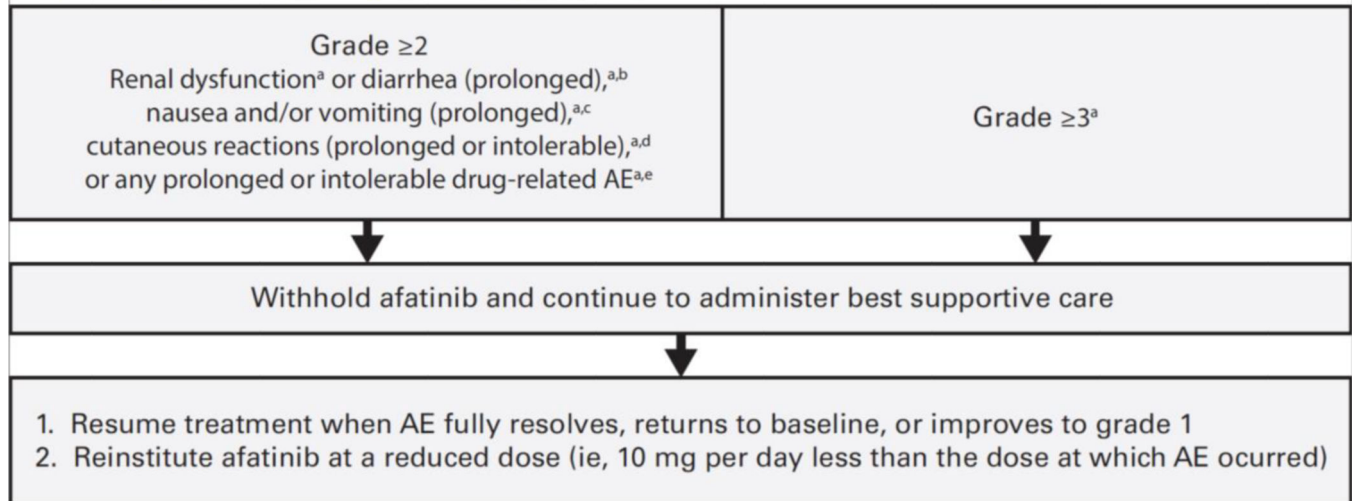 Grade ≥2
Renal dysfunctionᵃ or diarrhea (prolonged),ᵃ,ᵇ
nausea and/or vomiting (prolonged),ᵃ,ᶜ
cutaneous reactions (prolonged or intolerable),ᵃ,ᵈ
or any prolonged or intolerable drug-related AEᵃ,ᵉ
Grade ≥3ᵃ
Withhold afatinib and continue to administer best supportive care
1. Resume treatment when AE fully resolves, returns to baseline, or improves to grade 1
2. Reinstitute afatinib at a reduced dose (ie, 10 mg per day less than the dose at which AE ocurred)